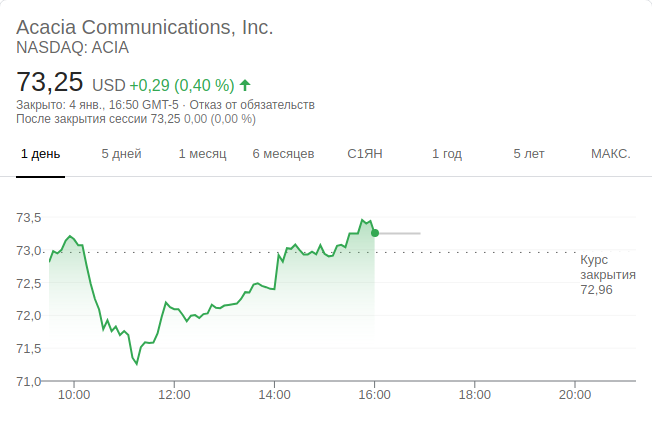 Acacia Communications, Inc.
NASDAQ: ACIA
73,25 USD +0,29 (0,40 %)
Закрыто: 4 янв., 16:50 GMT-5 · Отказ от обязательств
После закрытия сессии 73,25 0,00 (0,00 %)
1 день 5 дней 1 месяц 6 месяцев С1ЯН 1 год 5 лет МАКС.
73,5
73,0
Курс
закрытия
72,96
72,5
72,0
71,5
71,0
10:00 12:00 14:00 16:00 18:00 20:00